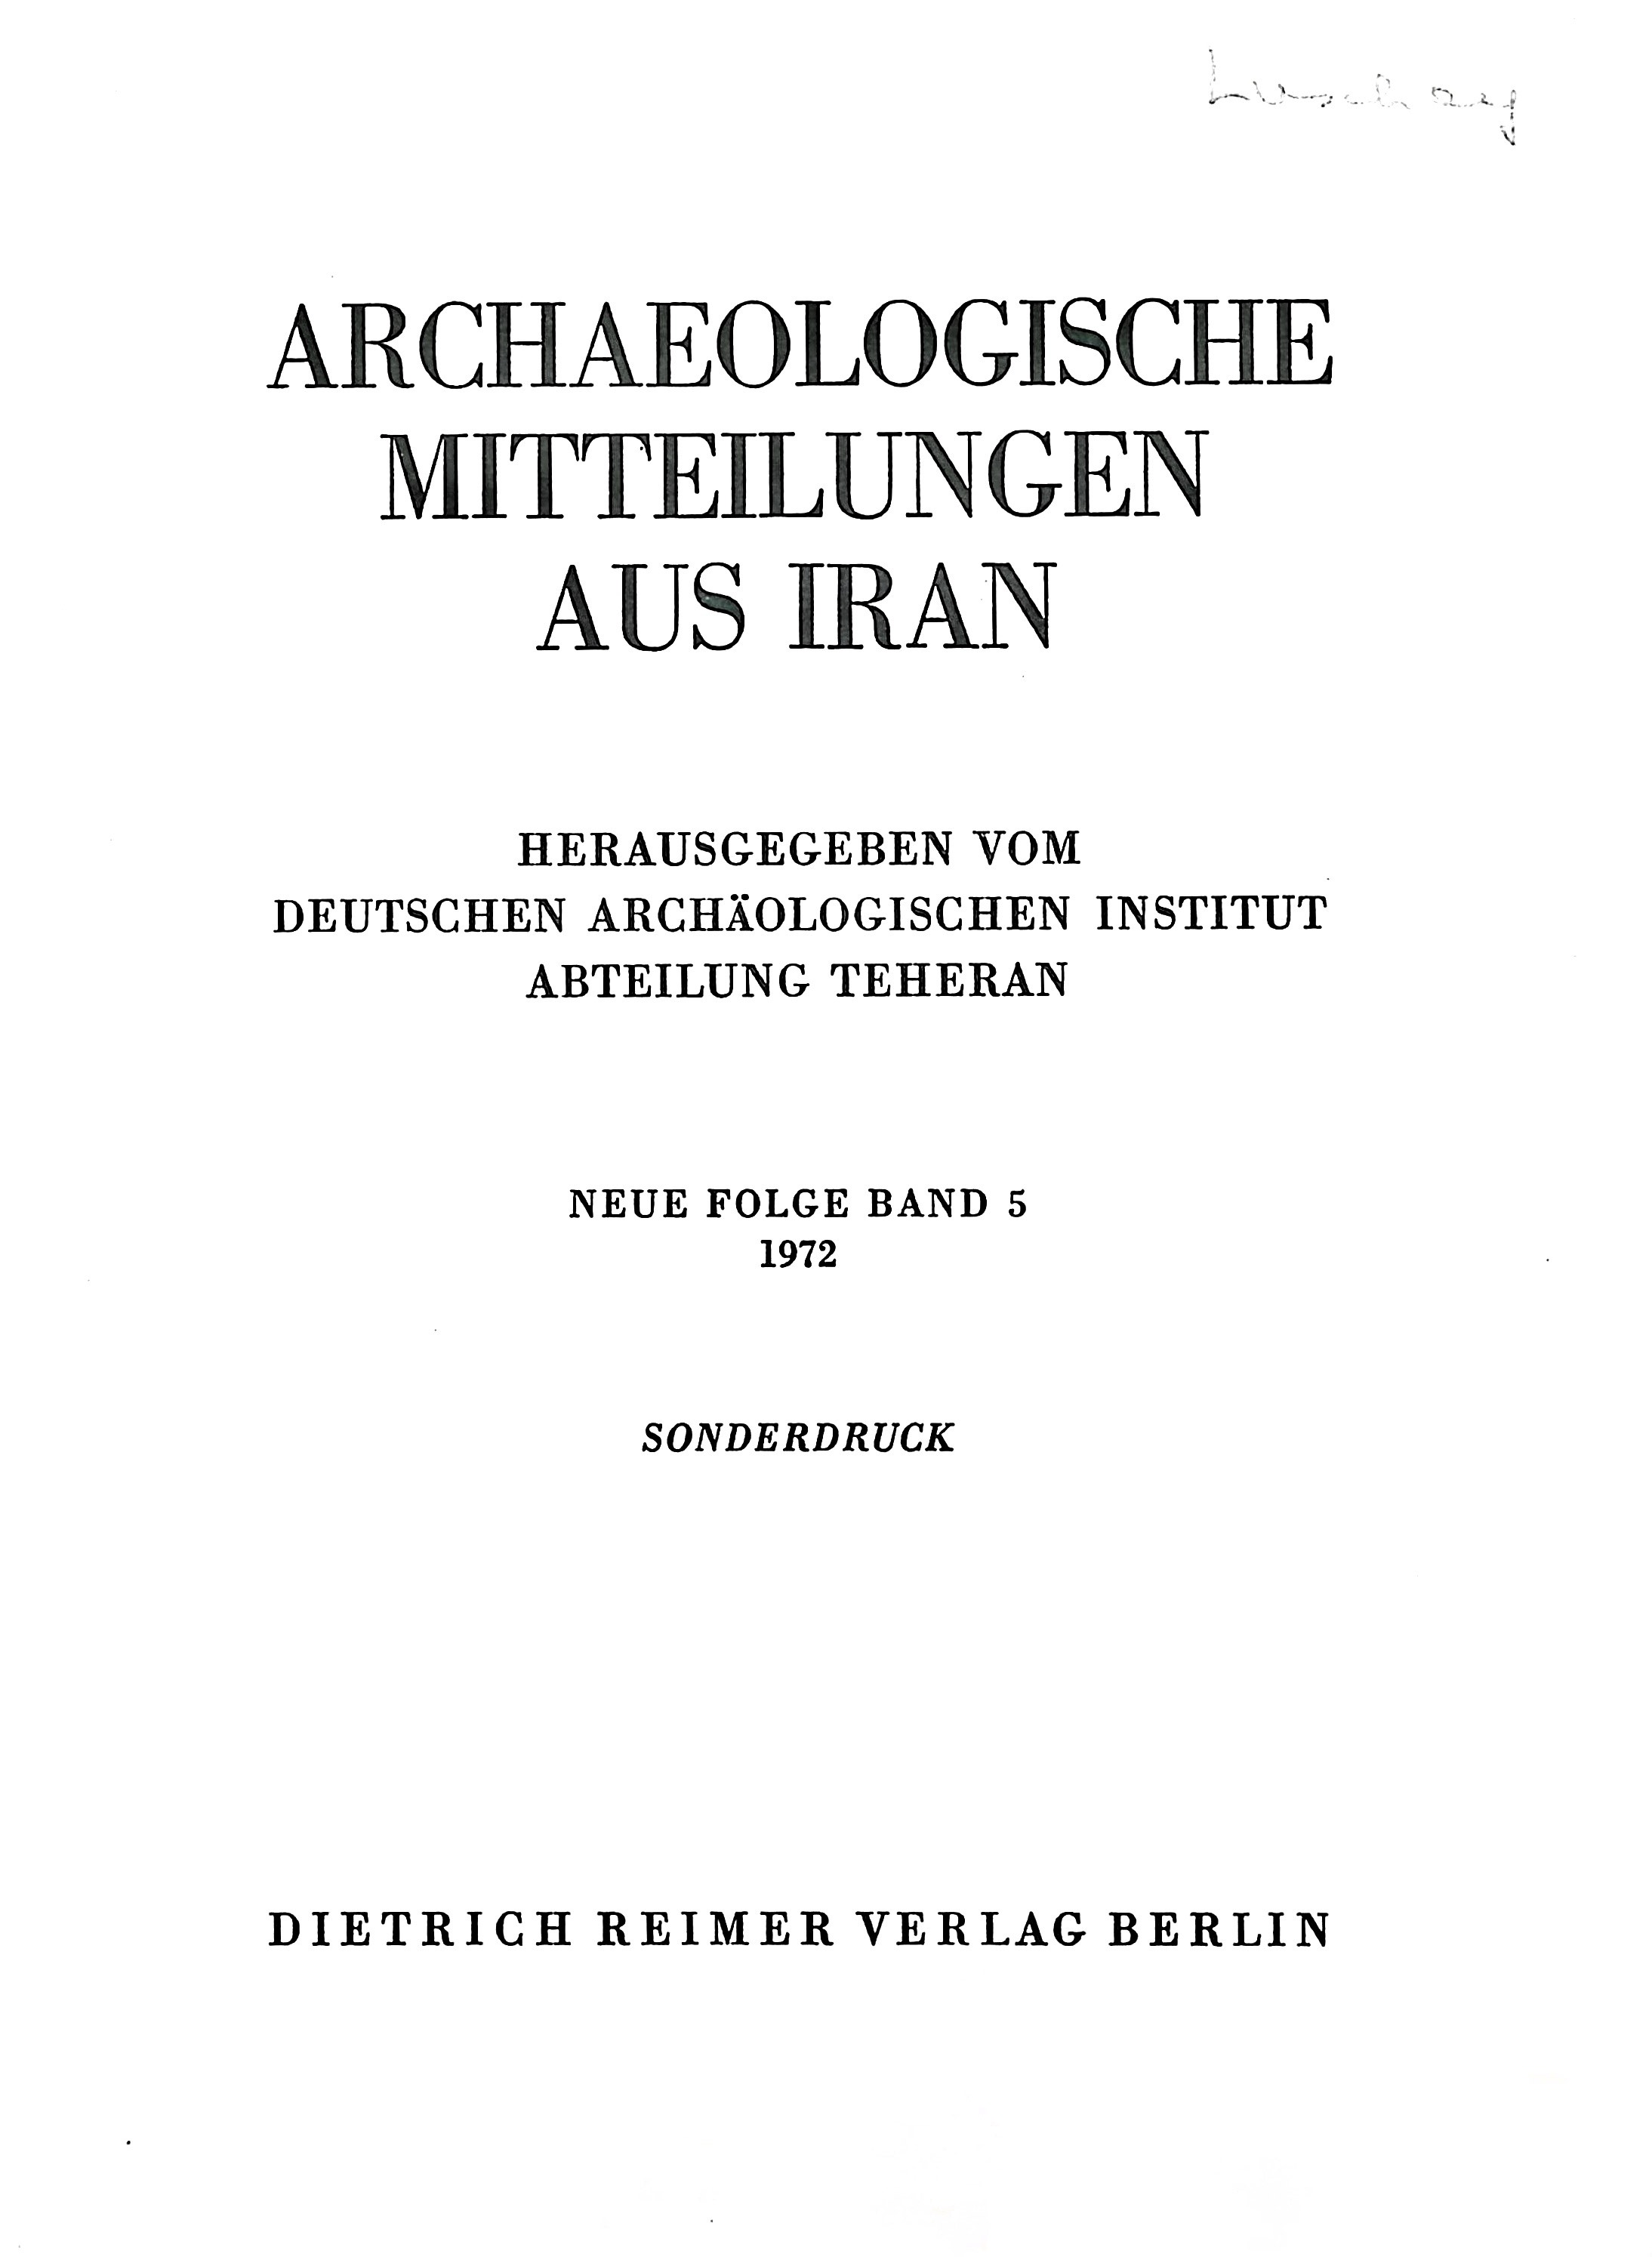 ARCHAEOLOGISCHE
MITTEILUNGEN
AUS IRAN
HERAUSGEGEBEN VOM
DEUTSCHEN ARCHÄOLOGISCHEN INSTITUT
ABTEILUNG TEHERAN
NEUE FOLGE BAND 5
1972
SONDERDRUCK
DIETRICH REIMER VERLAG BERLIN